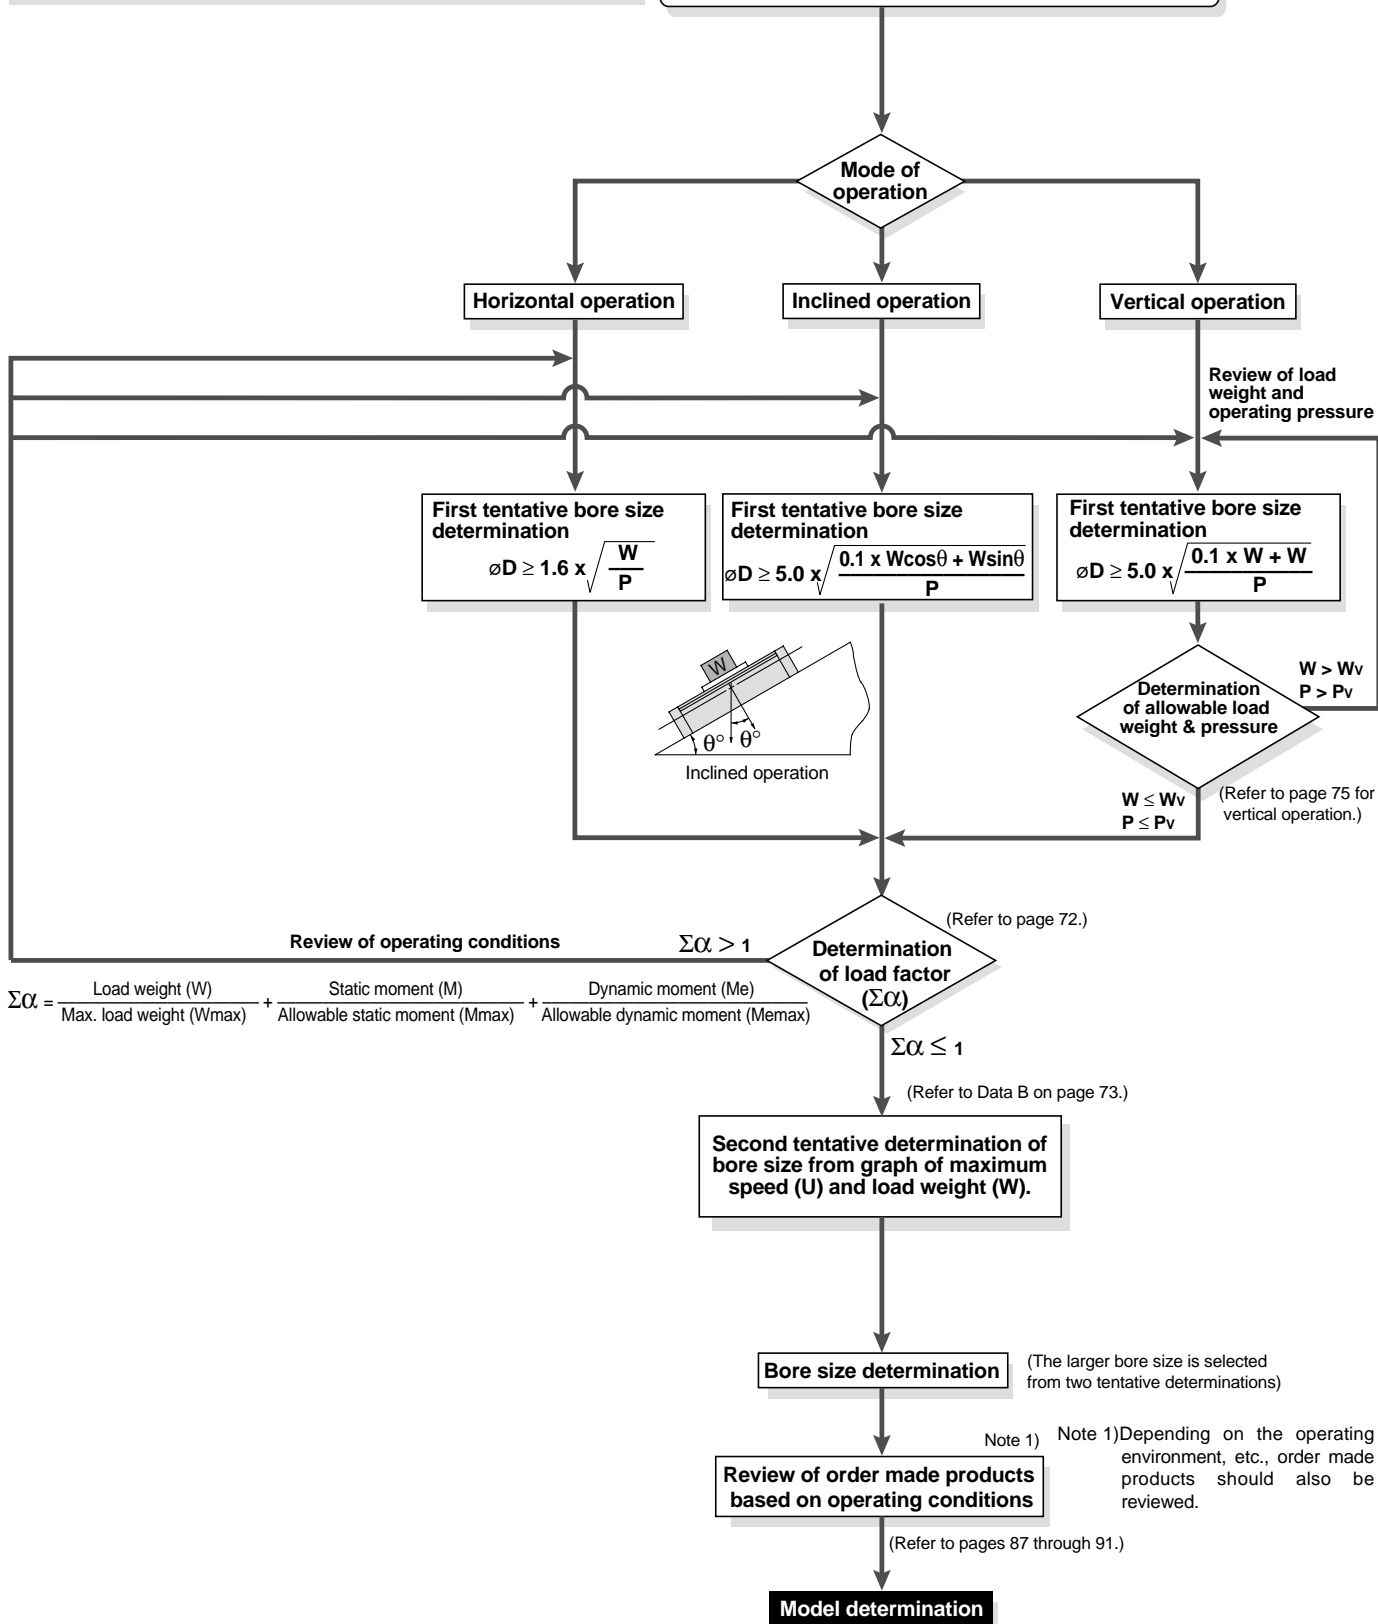 Mode of
operation
Horizontal operation
Inclined operation
Vertical operation
Review of load
weight and
operating pressure
First tentative bore size
determination
øD ≥ 1.6 x √(W / P)
First tentative bore size
determination
øD ≥ 5.0 x √((0.1 x Wcosθ + Wsinθ) / P)
First tentative bore size
determination
øD ≥ 5.0 x √((0.1 x W + W) / P)
W
θ° θ°
Inclined operation
Determination
of allowable load
weight & pressure
W > Wv
P > Pv
W ≤ Wv
P ≤ Pv
(Refer to page 75 for
vertical operation.)
(Refer to page 72.)
Review of operating conditions
Σα > 1
Determination
of load factor
(Σα)
Σα = Load weight (W) / Max. load weight (Wmax) + Static moment (M) / Allowable static moment (Mmax) + Dynamic moment (Me) / Allowable dynamic moment (Memax)
Σα ≤ 1
(Refer to Data B on page 73.)
Second tentative determination of
bore size from graph of maximum
speed (U) and load weight (W).
Bore size determination
(The larger bore size is selected
from two tentative determinations)
Note 1)
Review of order made products
based on operating conditions
Note 1)Depending on the operating
environment, etc., order made
products should also be
reviewed.
(Refer to pages 87 through 91.)
Model determination